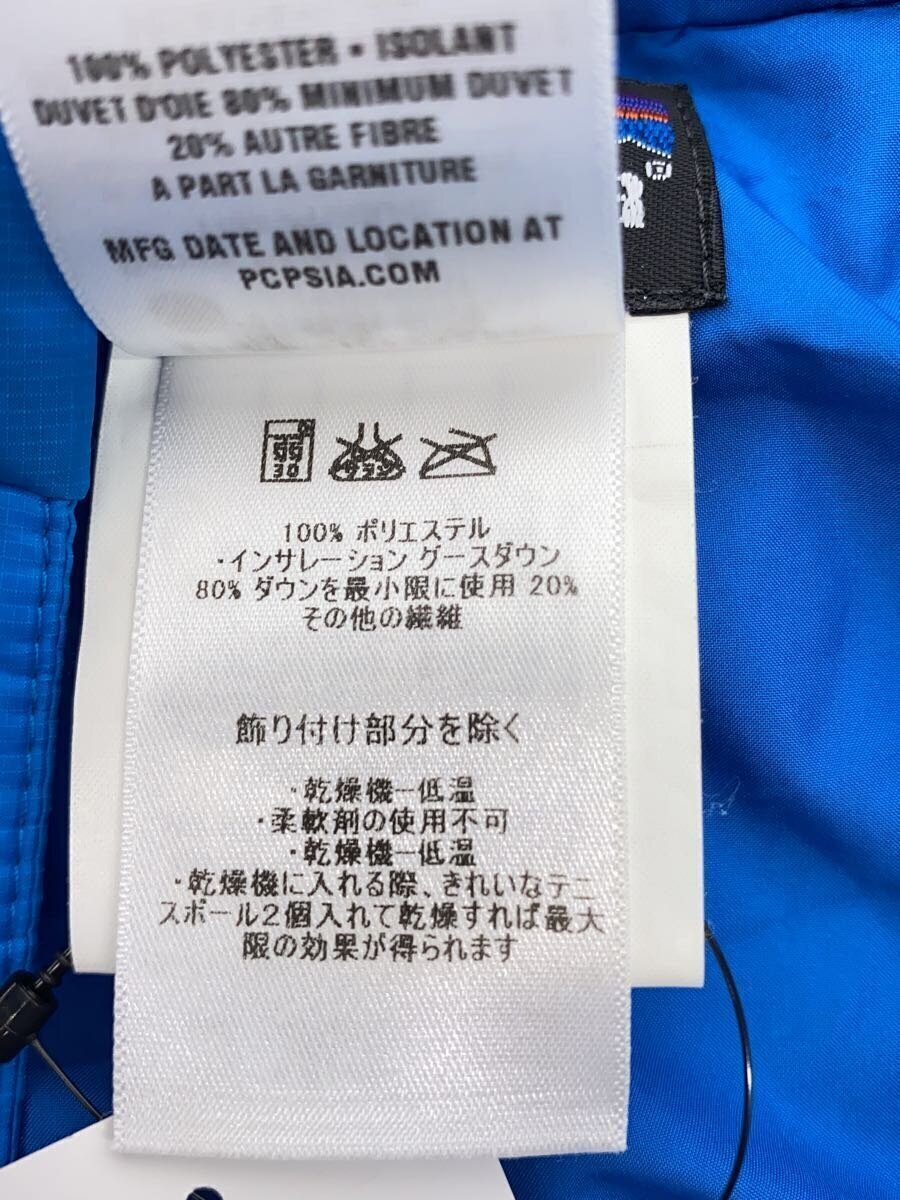 100% POLYESTER • ISOLANT
DUVET D'OIE 80% MINIMUM DUVET
20% AUTRE FIBRE
A PART LA GARNITURE
MFG DATE AND LOCATION AT
PCPSIA.COM
30
100% ポリエステル
・インサレーション グースダウン
80% ダウンを最小限に使用 20%
その他の繊維
飾り付け部分を除く
・乾燥機ー低温
・柔軟剤の使用不可
・乾燥機ー低温
・乾燥機に入れる際、きれいなテニ
スボール2個入れて乾燥すれば最大
限の効果が得られます